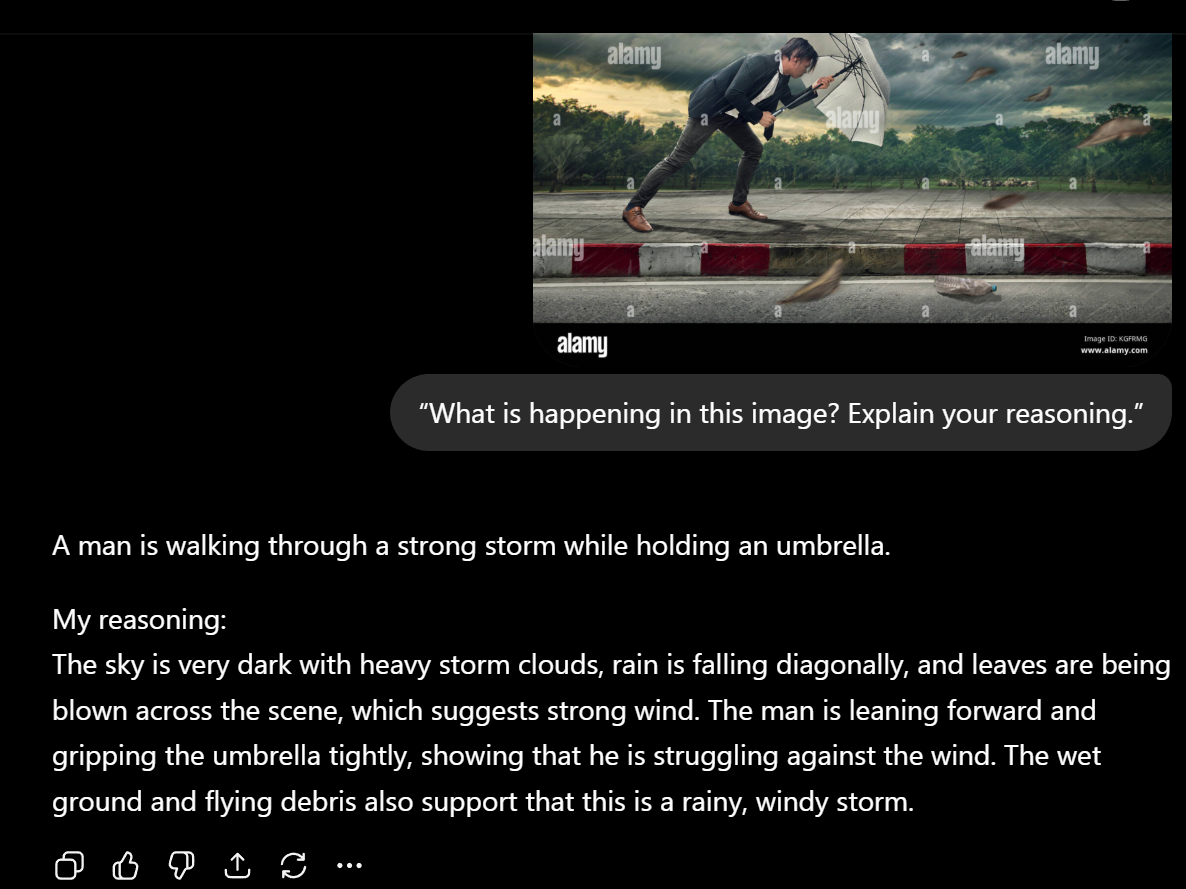 alamy alamy
a a
a alamy
a a a
a a a a
alamy a a alamy a
a a a a
alamy
Image ID: KGFRMG
www.alamy.com
“What is happening in this image? Explain your reasoning.”
A man is walking through a strong storm while holding an umbrella.
My reasoning:
The sky is very dark with heavy storm clouds, rain is falling diagonally, and leaves are being
blown across the scene, which suggests strong wind. The man is leaning forward and
gripping the umbrella tightly, showing that he is struggling against the wind. The wet
ground and flying debris also support that this is a rainy, windy storm.